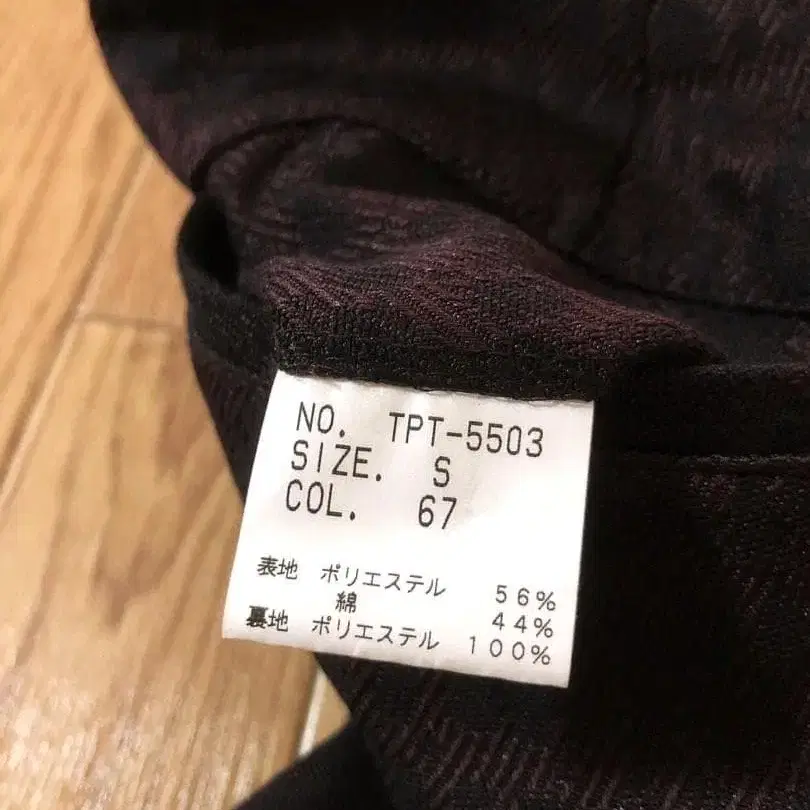 NO. TPT-5503
SIZE. S
COL. 67
表地 ポリエステル 56%
綿 44%
裏地 ポリエステル 100%